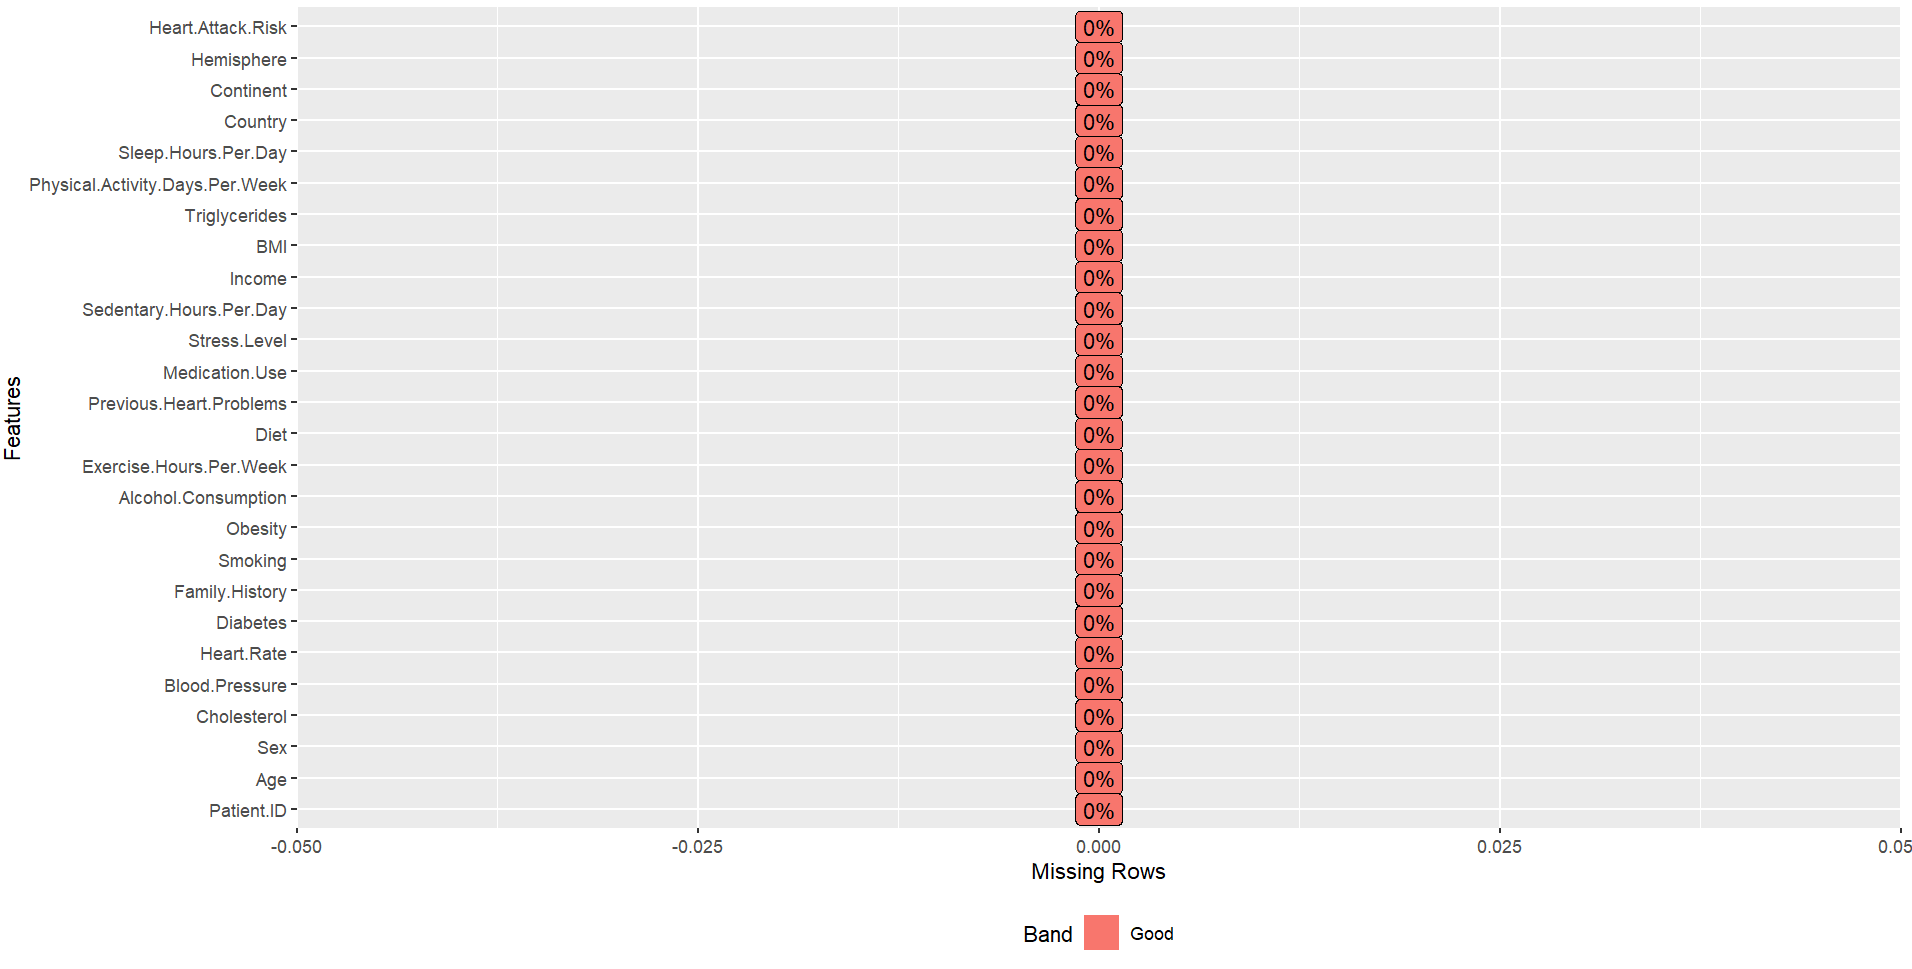 Heart.Attack.Risk 0%
Hemisphere 0%
Continent 0%
Country 0%
Sleep.Hours.Per.Day 0%
Physical.Activity.Days.Per.Week 0%
Triglycerides 0%
BMI 0%
Income 0%
Sedentary.Hours.Per.Day 0%
Stress.Level 0%
Medication.Use 0%
Previous.Heart.Problems 0%
Diet 0%
Exercise.Hours.Per.Week 0%
Alcohol.Consumption 0%
Obesity 0%
Smoking 0%
Family.History 0%
Diabetes 0%
Heart.Rate 0%
Blood.Pressure 0%
Cholesterol 0%
Sex 0%
Age 0%
Patient.ID 0%
Features
-0.050 -0.025 0.000 0.025 0.05
Missing Rows
Band Good